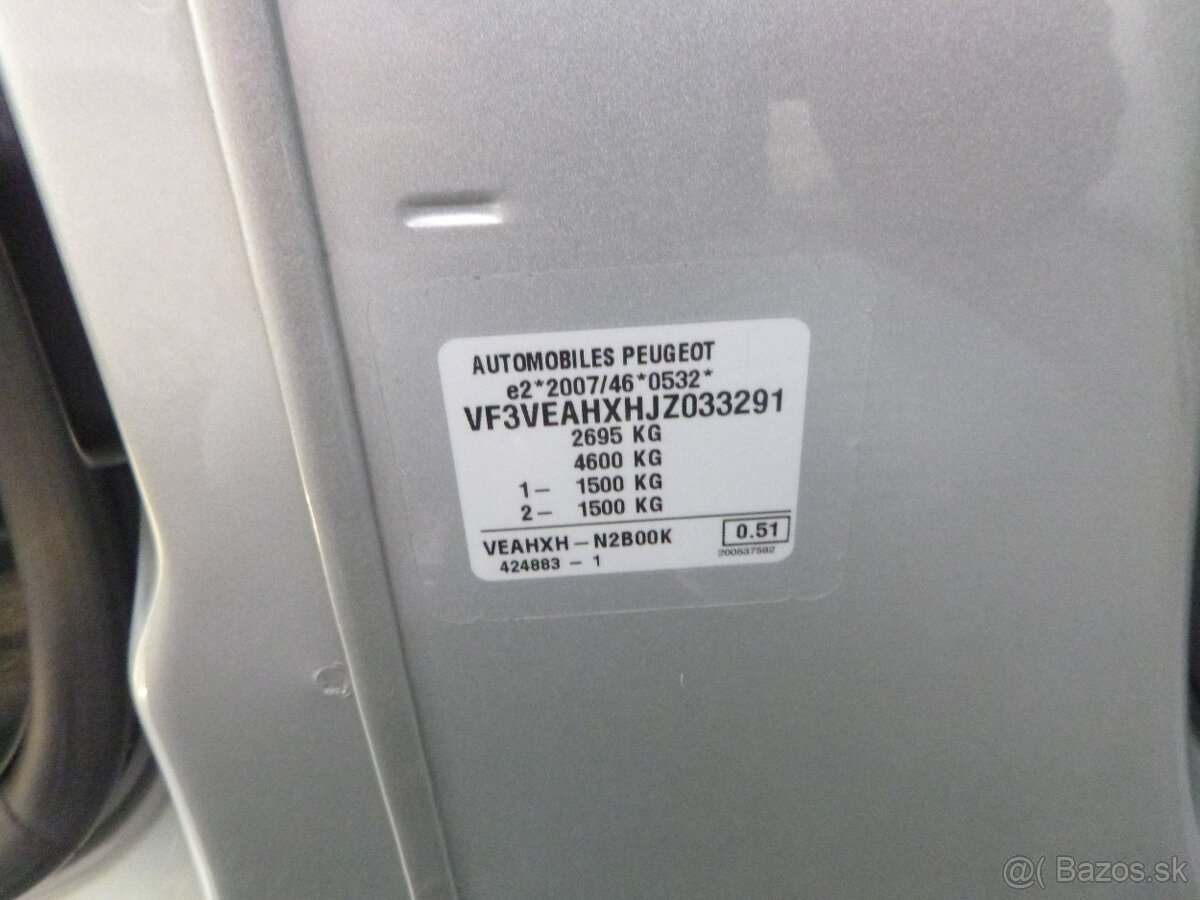 AUTOMOBILES PEUGEOT
e2*2007/46*0532*
VF3VEAHXHJZ033291
2695 KG
4600 KG
1- 1500 KG
2- 1500 KG
VEAHXH-N2B00K 0.51
424883 - 1 200537592
@( Bazos.sk